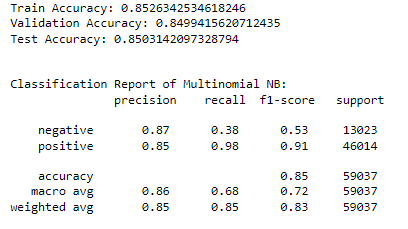 Train Accuracy: 0.8526342534618246
Validation Accuracy: 0.8499415620712435
Test Accuracy: 0.8503142097328794
Classification Report of Multinomial NB:
precision recall f1-score support
negative 0.87 0.38 0.53 13023
positive 0.85 0.98 0.91 46014
accuracy 0.85 59037
macro avg 0.86 0.68 0.72 59037
weighted avg 0.85 0.85 0.83 59037